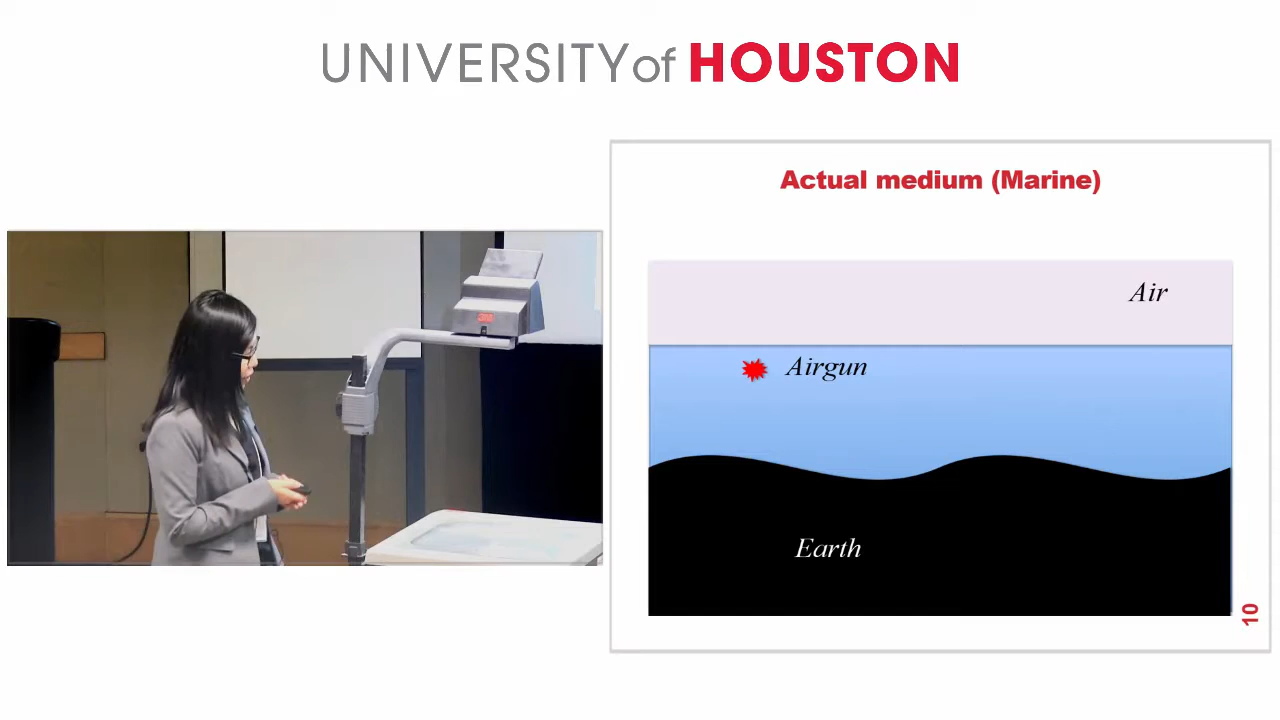 UNIVERSITY of HOUSTON
Actual medium (Marine)
Air
Airgun
Earth
10